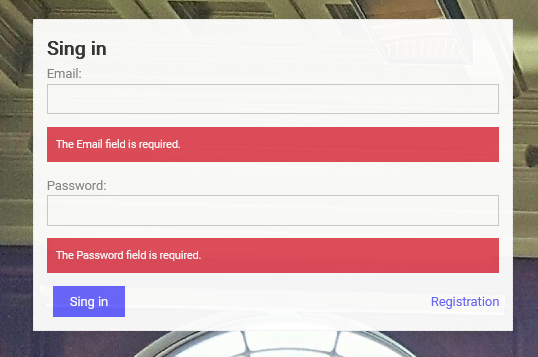 Sing in
Email:
The Email field is required.
Password:
The Password field is required.
Sing in
Registration